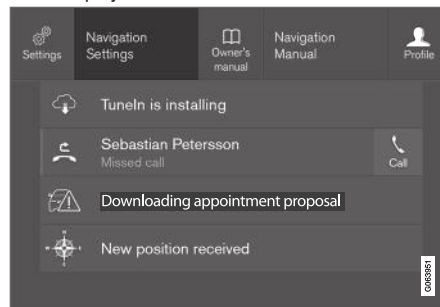 Settings
Navigation
Settings
Owner's
manual
Navigation
Manual
Profile
TuneIn is installing
Sebastian Petersson
Missed call
Call
Downloading appointment proposal
New position received
G063951